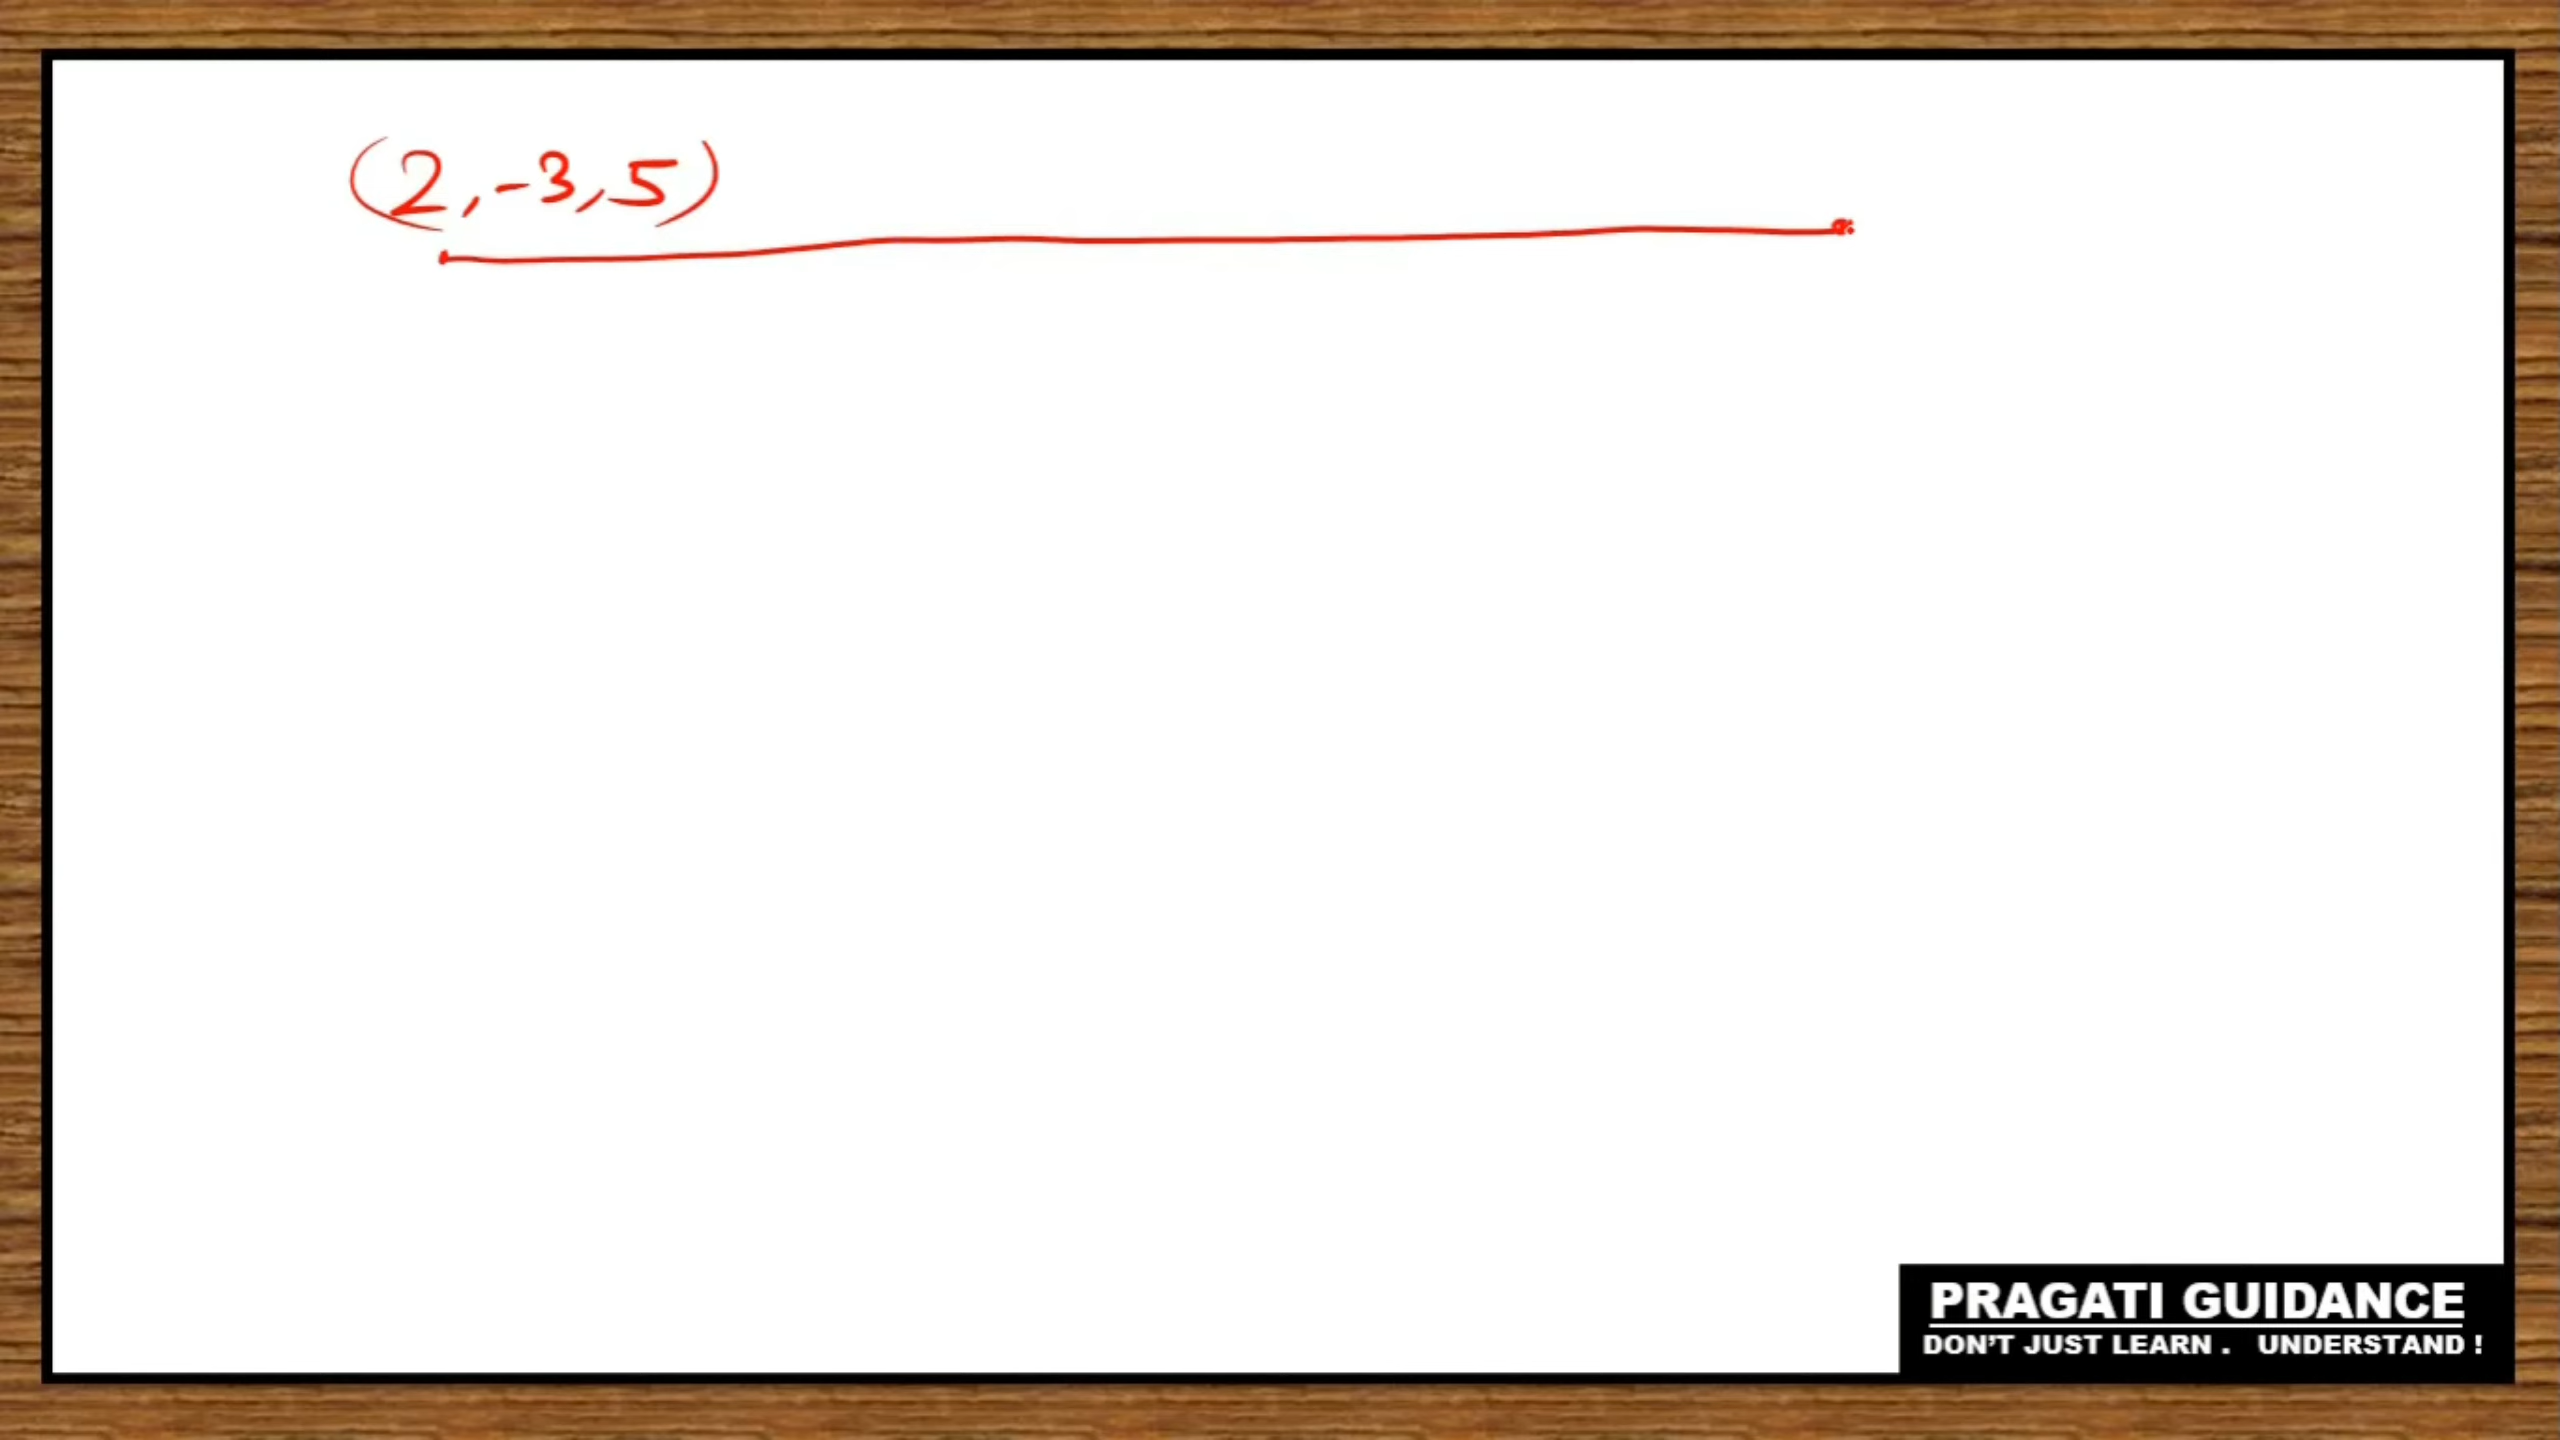 (2,-3,5)
PRAGATI GUIDANCE
DON'T JUST LEARN . UNDERSTAND !